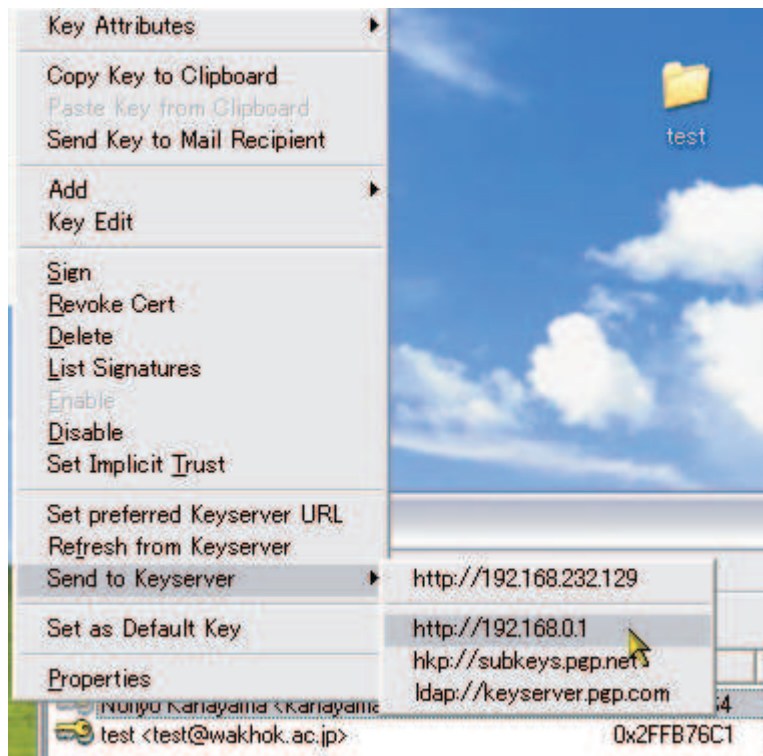 Key Attributes
Copy Key to Clipboard
Paste Key from Clipboard
Send Key to Mail Recipient
Add
Key Edit
Sign
Revoke Cert
Delete
List Signatures
Enable
Disable
Set Implicit Trust
Set preferred Keyserver URL
Refresh from Keyserver
Send to Keyserver
Set as Default Key
Properties
test
http://192.168.232.129
http://192.168.0.1
hkp://subkeys.pgp.net
ldap://keyserver.pgp.com
Kanayama 
test <test@wakhok.ac.jp> 0x2FFB76C1